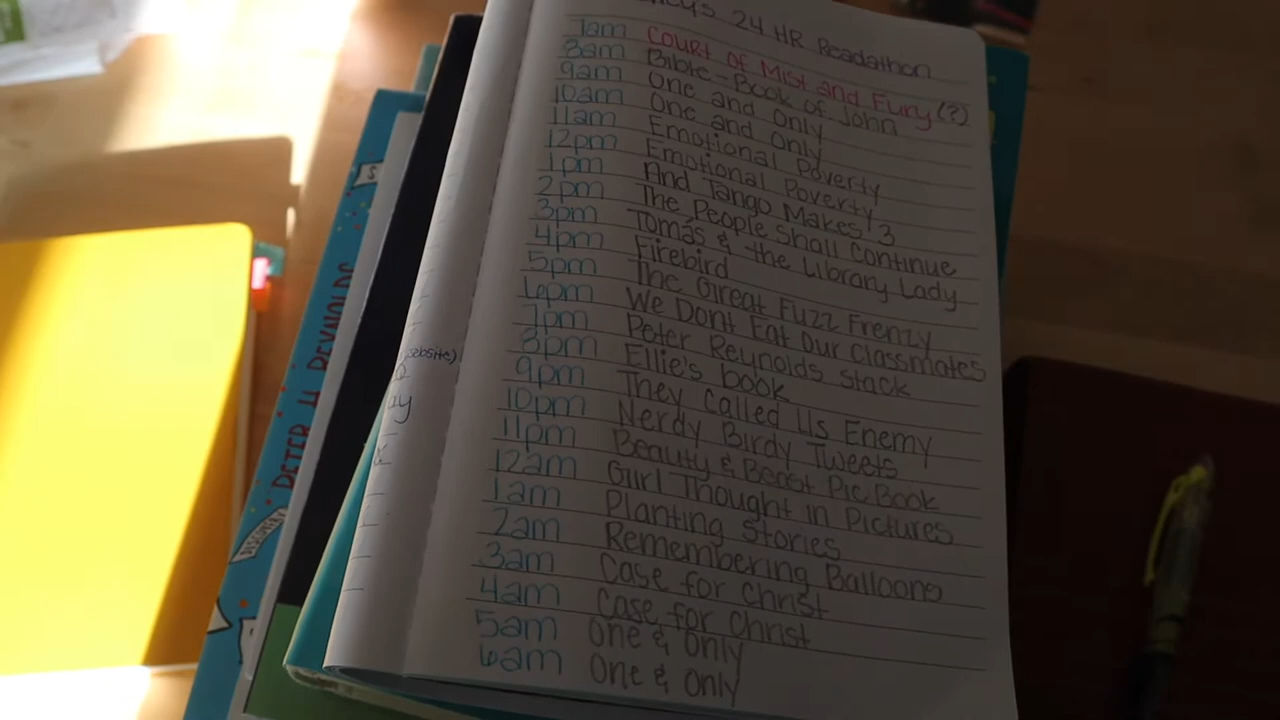 24 HR Readathon
7am Court of Mist and Fury (?)
8am Bible - Book of John
9am One and Only
10am One and Only
11am Emotional Poverty
12pm Emotional Poverty
1pm And Tango Makes 3
2pm The People Shall Continue
3pm Tomás & the Library Lady
4pm Firebird
5pm The Great Fuzz Frenzy
6pm We Dont Eat Our Classmates
7pm Peter Reynolds stack
8pm Ellie's book
9pm They Called Us Enemy
10pm Nerdy Birdy Tweets
11pm Beauty & Beast Pic Book
12am Girl Thought in Pictures
1am Planting Stories
2am Remembering Balloons
3am Case for Christ
4am Case for Christ
5am One & Only
6am One & Only
website)
PETER H REYNOLDS
DISCOVERY